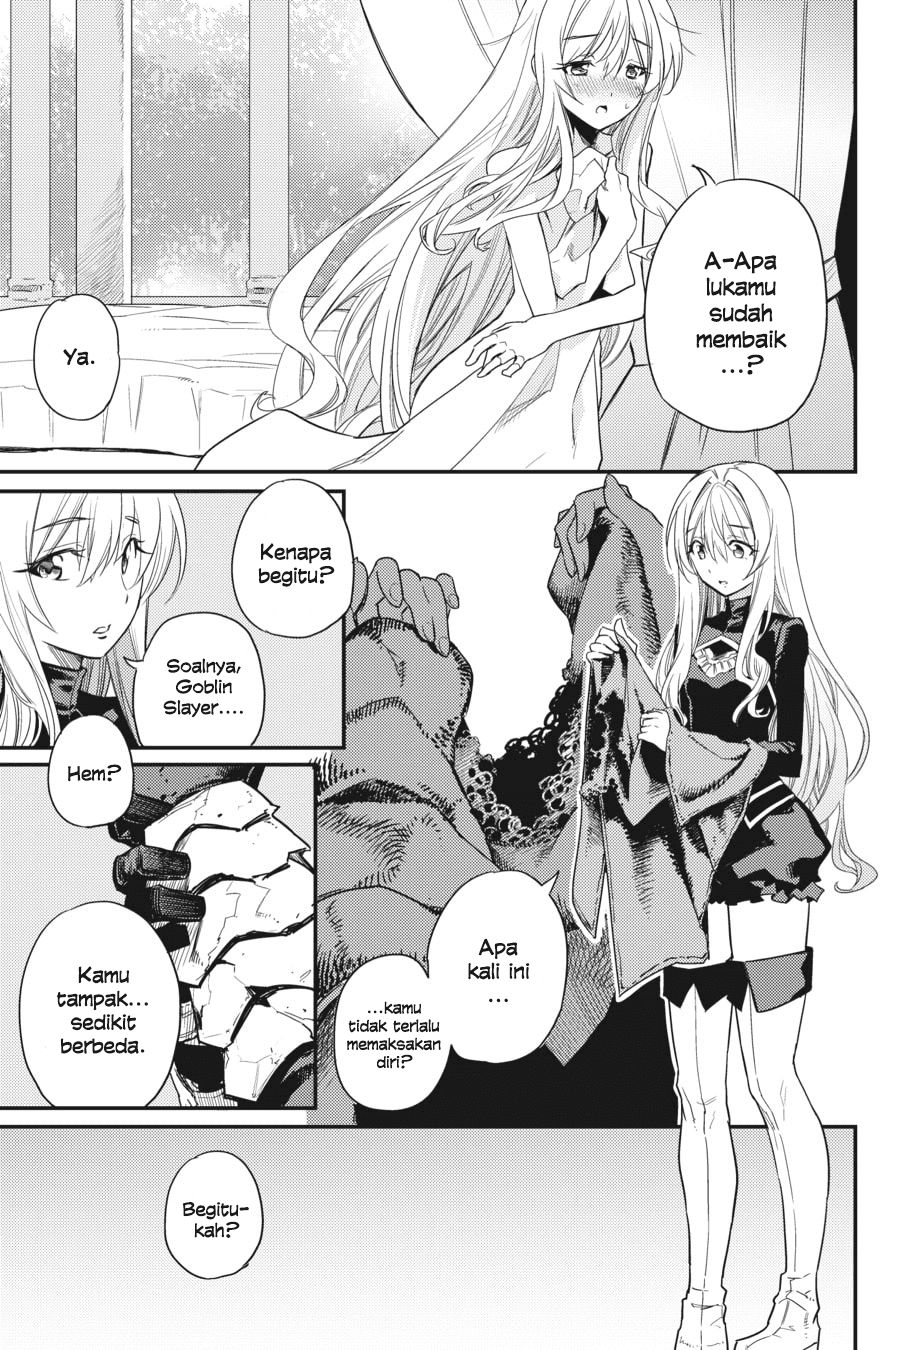 A-Apa
lukamu
sudah
membaik
...?
Ya.
Apa
kali ini
...
...kamu
tidak terlalu
memaksakan
diri?
Kenapa
begitu?
Soalnya,
Goblin
Slayer....
Hem?
Kamu
tampak...
sedikit
berbeda.
Begitu-
kah?